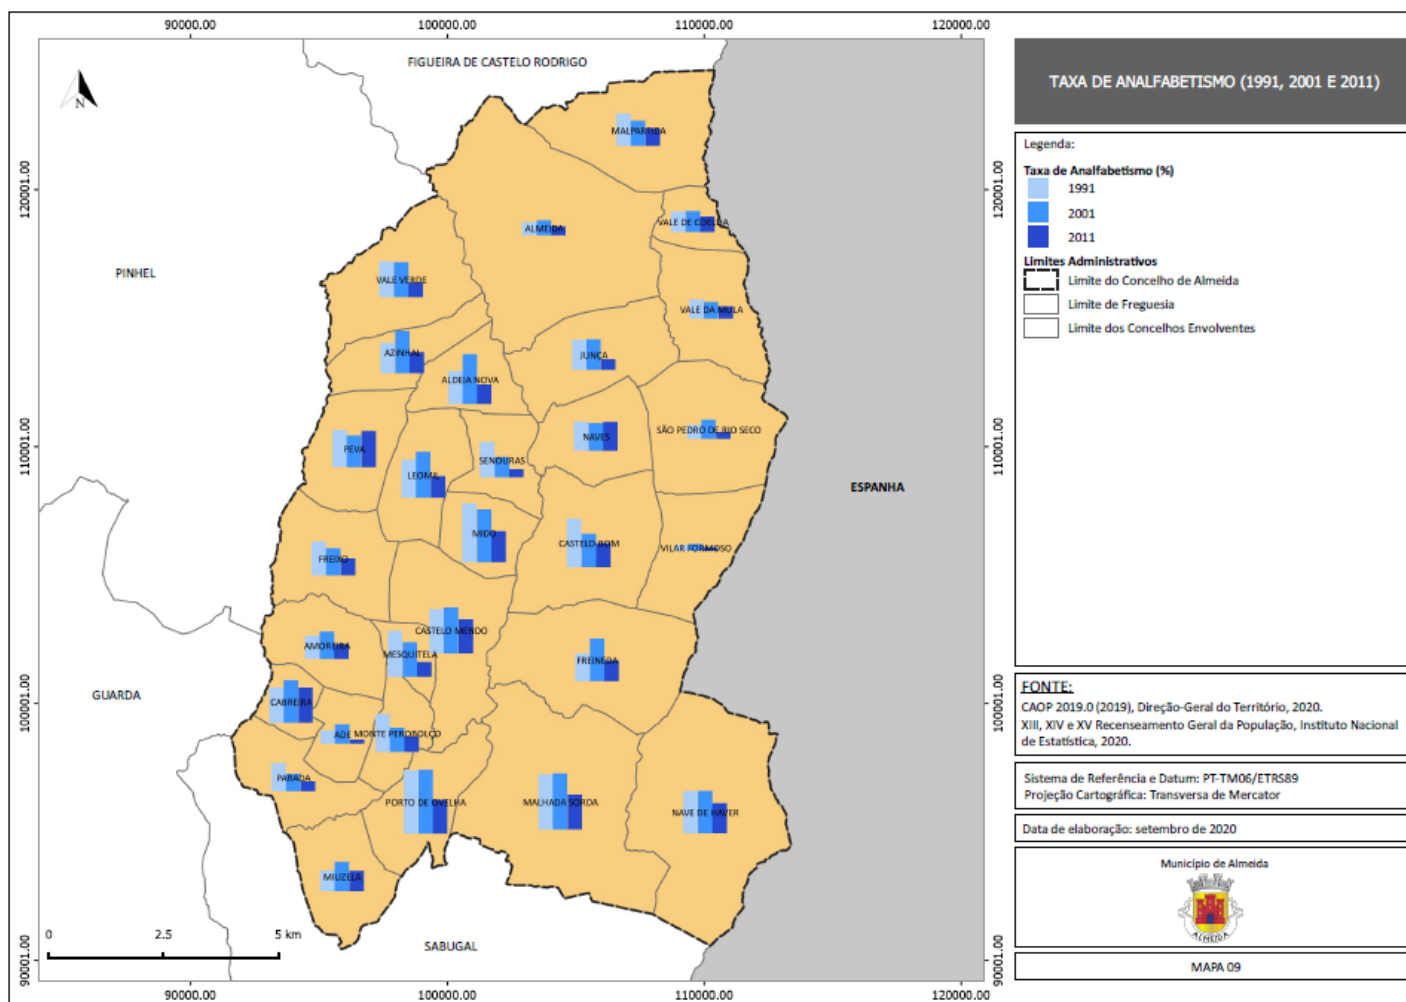 90000.00
100000.00
110000.00
120000.00
FIGUEIRA DE CASTELO RODRIGO
N
120001.00
120001.00
MALPARTIDA
ALMEIDA
VALE DE COELHA
PINHEL
VALE VERDE
VALE DA MULA
AZINHAL
JUNÇA
ALDEIA NOVA
110001.00
110001.00
PEVA
NAVES
SÃO PEDRO DE RIO SECO
SENOURAS
LEOMIL
ESPANHA
MIDO
CASTELO BOM
VILAR FORMOSO
FREIXO
CASTELO MENDO
AMOREIRA
MESQUITELA
FREINEDA
GUARDA
100001.00
100001.00
CABREIRA
ADE
MONTE PEROBOLÇO
PARADA
PORTO DE OVELHA
MALHADA SORDA
NAVE DE HAVER
MIUZELA
0
2.5
5 km
SABUGAL
90001.00
90001.00
90000.00
100000.00
110000.00
120000.00
TAXA DE ANALFABETISMO (1991, 2001 E 2011)
Legenda:
Taxa de Analfabetismo (%)
1991
2001
2011
Limites Administrativos
Limite do Concelho de Almeida
Limite de Freguesia
Limite dos Concelhos Envolventes
FONTE:
CAOP 2019.0 (2019), Direção-Geral do Território, 2020.
XIII, XIV e XV Recenseamento Geral da População, Instituto Nacional
de Estatística, 2020.
Sistema de Referência e Datum: PT-TM06/ETRS89
Projeção Cartográfica: Transversa de Mercator
Data de elaboração: setembro de 2020
Município de Almeida
ALMEIDA
MAPA 09